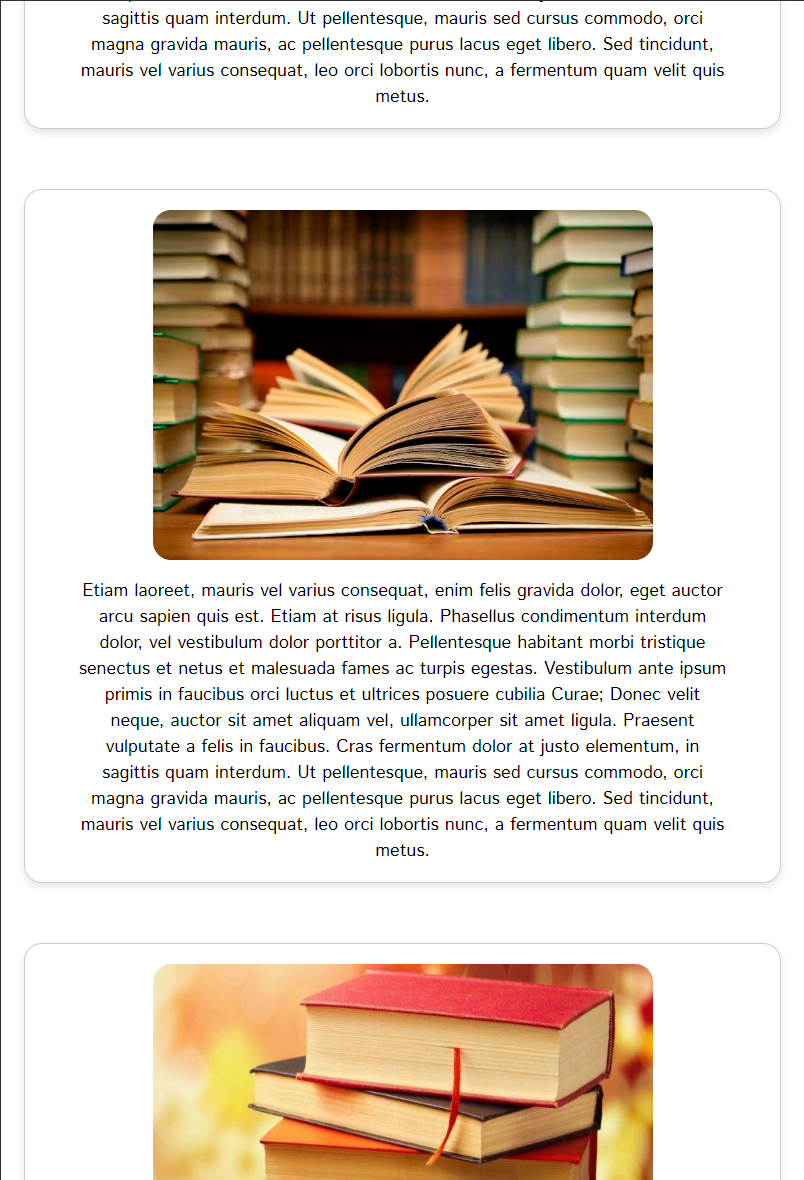 sagittis quam interdum. Ut pellentesque, mauris sed cursus commodo, orci
magna gravida mauris, ac pellentesque purus lacus eget libero. Sed tincidunt,
mauris vel varius consequat, leo orci lobortis nunc, a fermentum quam velit quis
metus.
Etiam laoreet, mauris vel varius consequat, enim felis gravida dolor, eget auctor
arcu sapien quis est. Etiam at risus ligula. Phasellus condimentum interdum
dolor, vel vestibulum dolor porttitor a. Pellentesque habitant morbi tristique
senectus et netus et malesuada fames ac turpis egestas. Vestibulum ante ipsum
primis in faucibus orci luctus et ultrices posuere cubilia Curae; Donec velit
neque, auctor sit amet aliquam vel, ullamcorper sit amet ligula. Praesent
vulputate a felis in faucibus. Cras fermentum dolor at justo elementum, in
sagittis quam interdum. Ut pellentesque, mauris sed cursus commodo, orci
magna gravida mauris, ac pellentesque purus lacus eget libero. Sed tincidunt,
mauris vel varius consequat, leo orci lobortis nunc, a fermentum quam velit quis
metus.